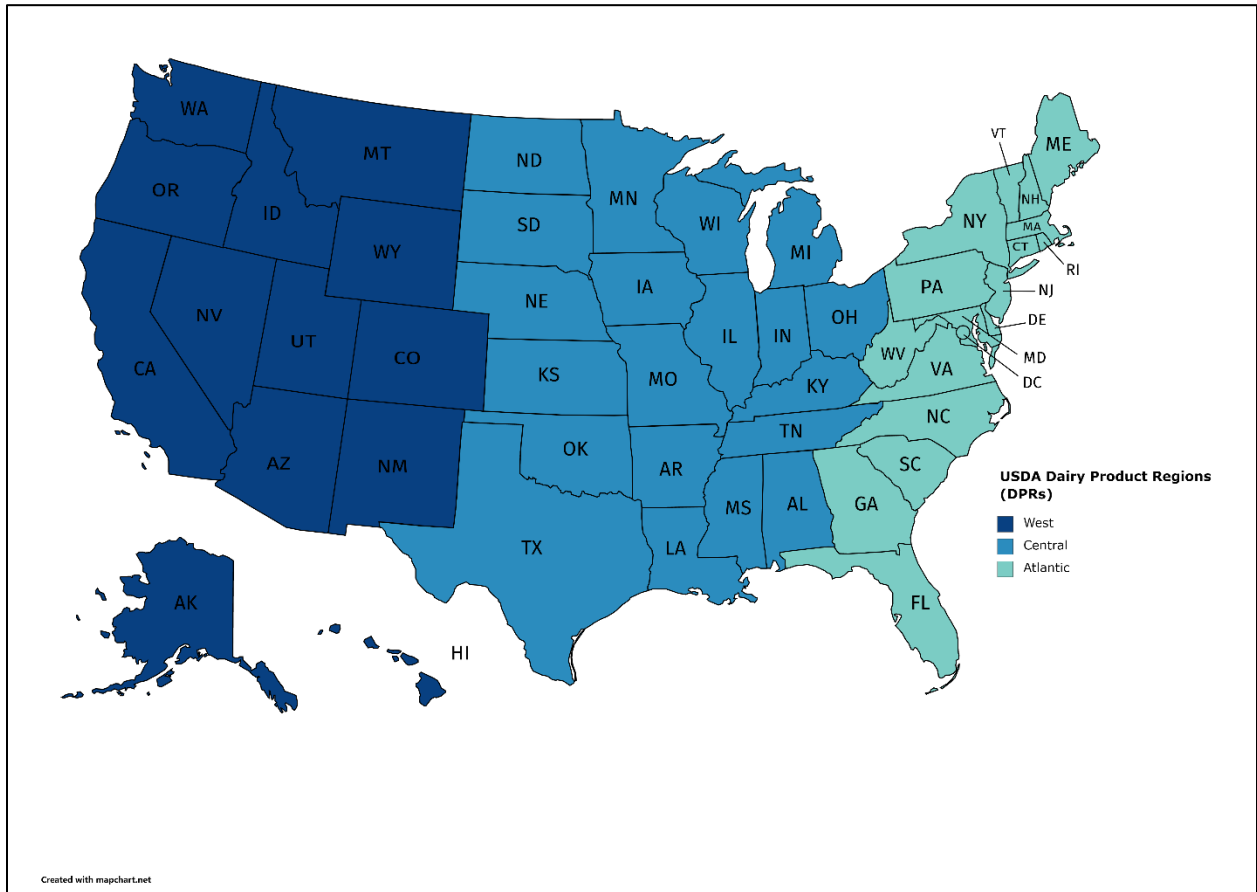 WA
MT
ND
MN
VT
ME
OR
ID
SD
WI
NH
NY
MA
WY
MI
CT
RI
NE
IA
PA
NJ
NV
UT
CO
IL
IN
OH
DE
CA
KS
MO
WV
MD
VA
KY
DC
NC
TN
AZ
NM
OK
AR
SC
USDA Dairy Product Regions
(DPRs)
MS
AL
GA
West
TX
LA
Central
Atlantic
AK
FL
HI
Created with mapchart.net